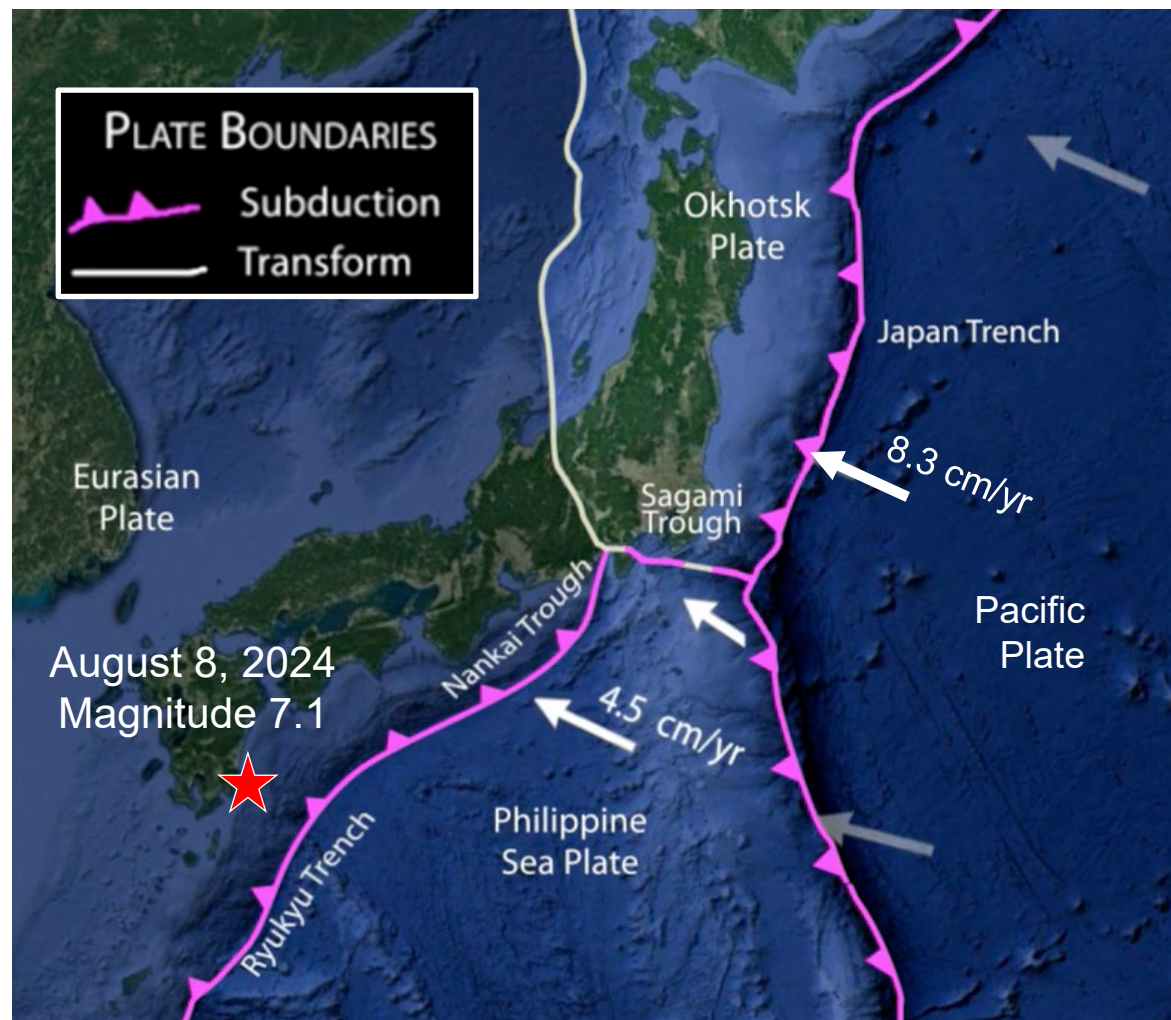 PLATE BOUNDARIES
Subduction
Transform
Okhotsk
Plate
Japan Trench
8.3 cm/yr
Eurasian
Plate
Sagami
Trough
Nankai Trough
Pacific
Plate
August 8, 2024
Magnitude 7.1
4.5 cm/yr
Philippine
Sea Plate
Ryukyu Trench